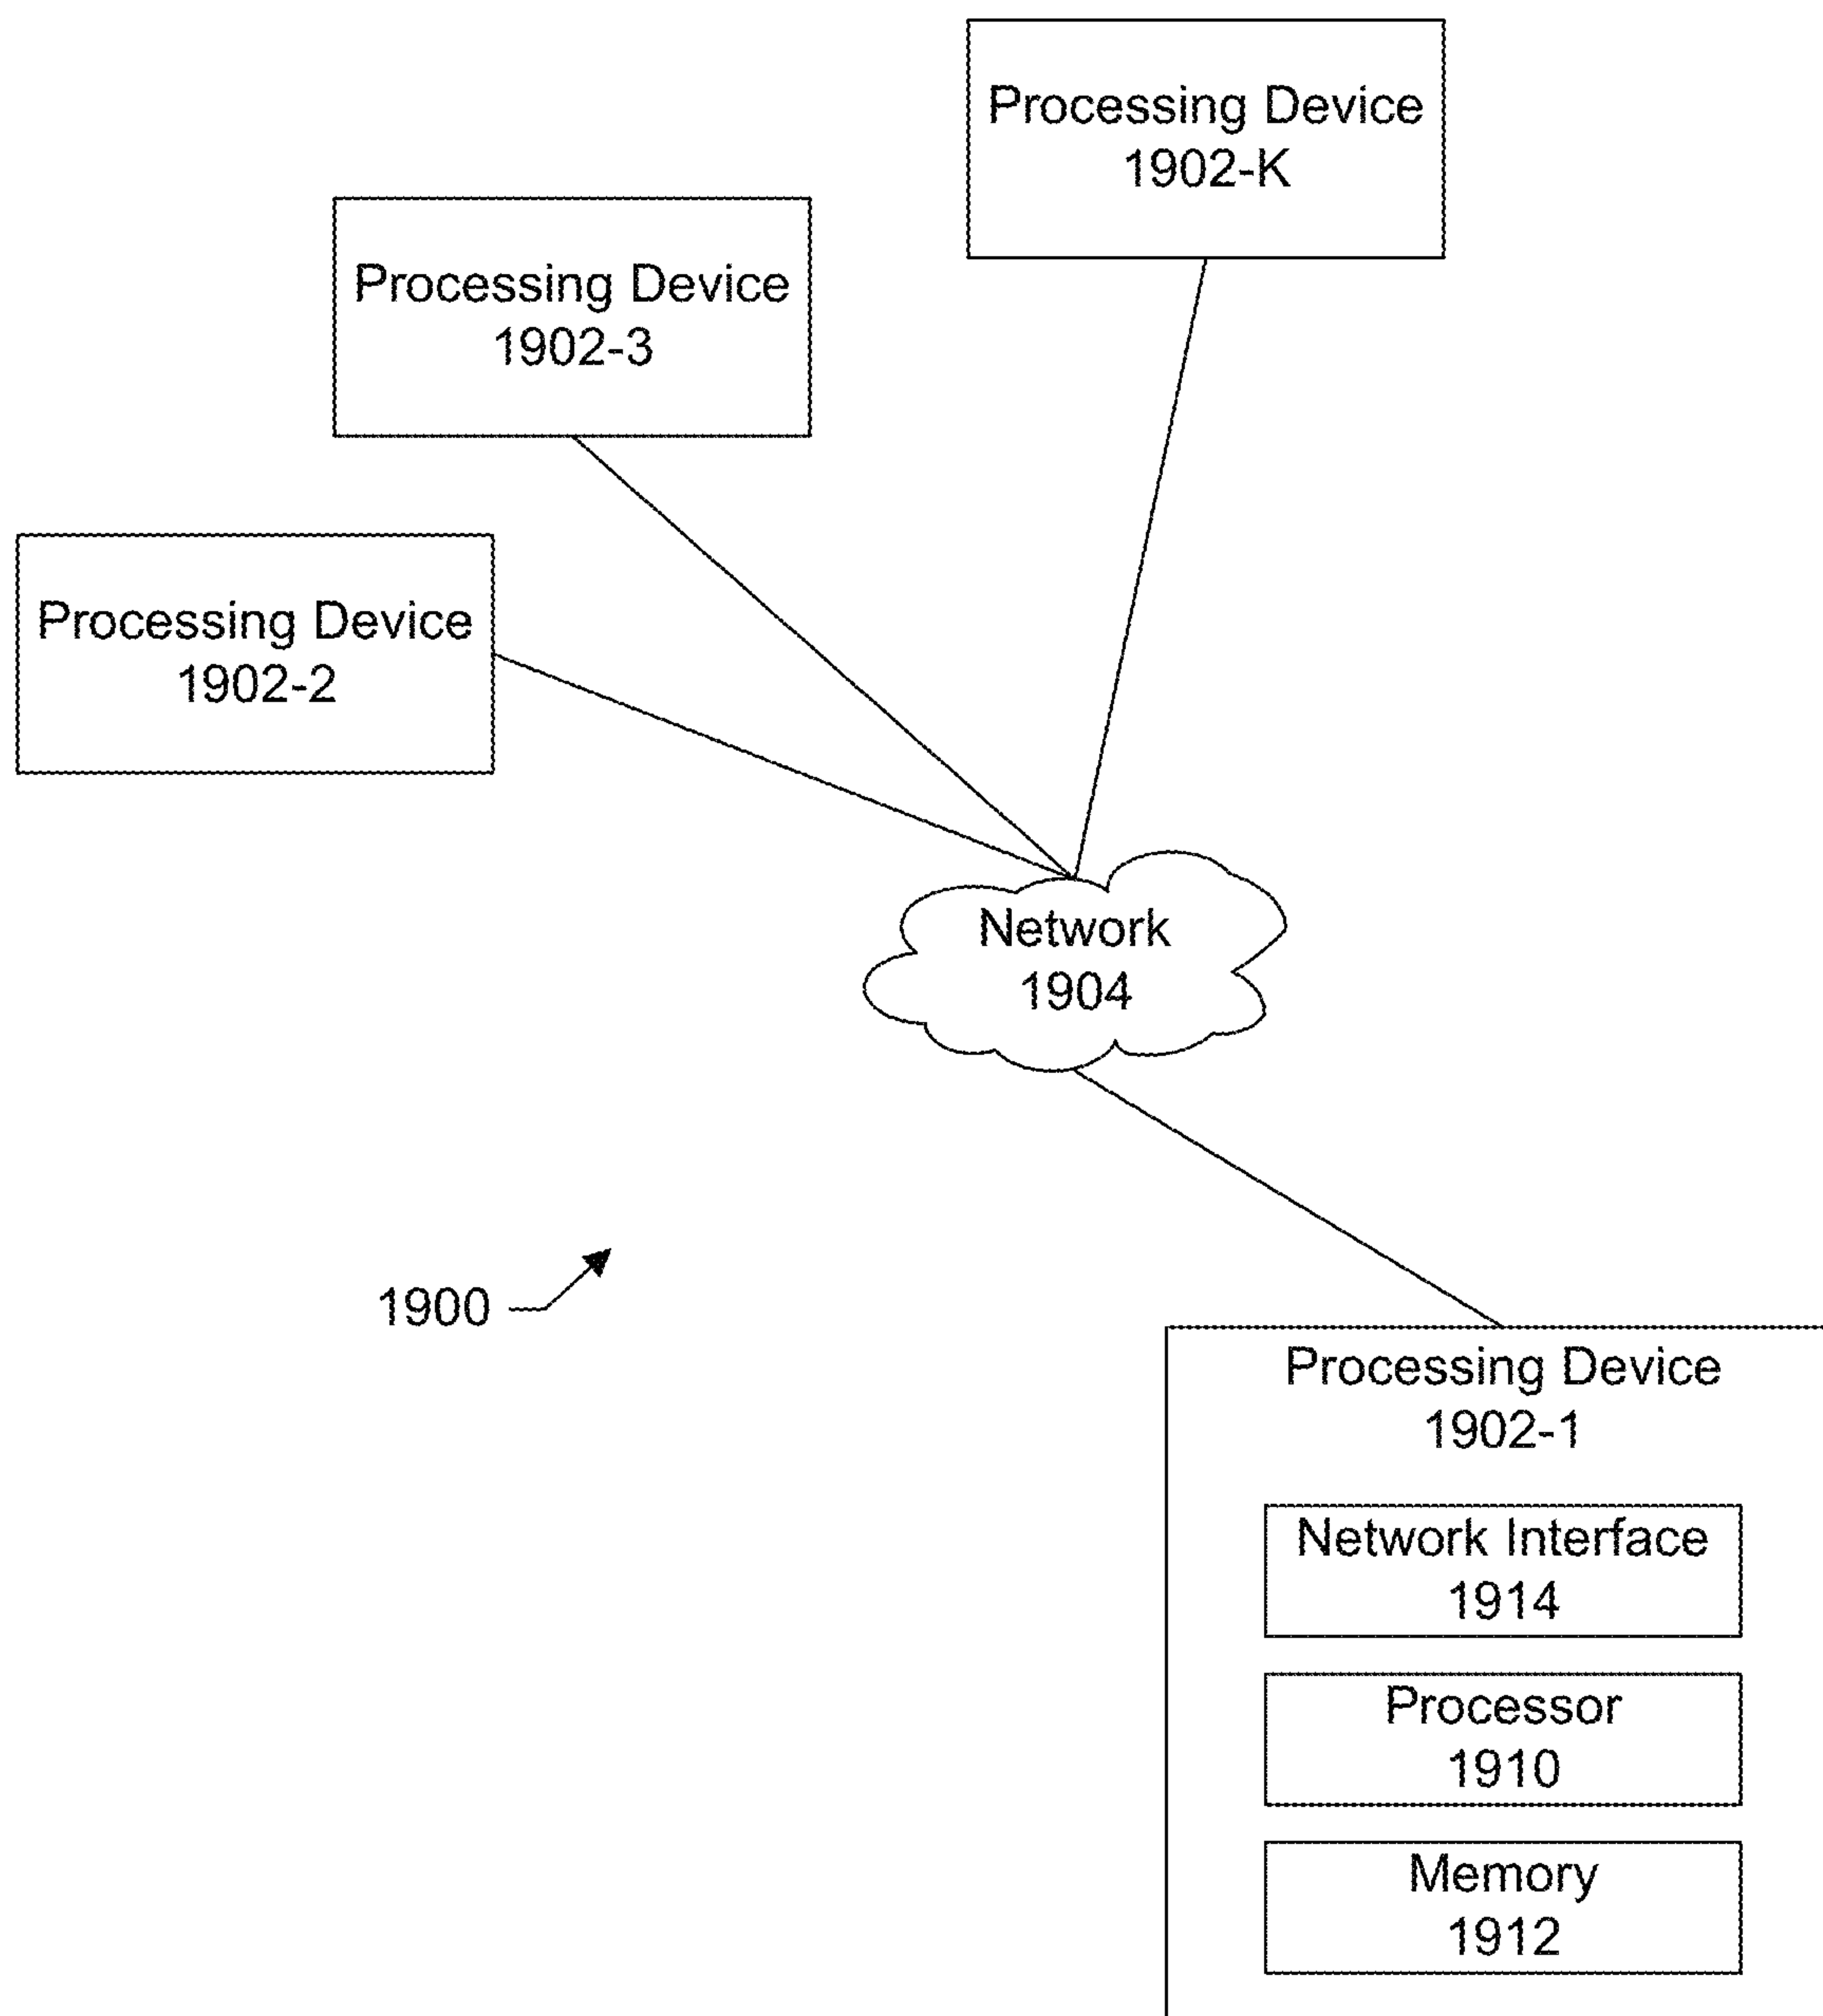 Processing Device
1902-K
Processing Device
1902-3
Processing Device
1902-2
Network
1904
1900
Processing Device
1902-1
Network Interface
1914
Processor
1910
Memory
1912